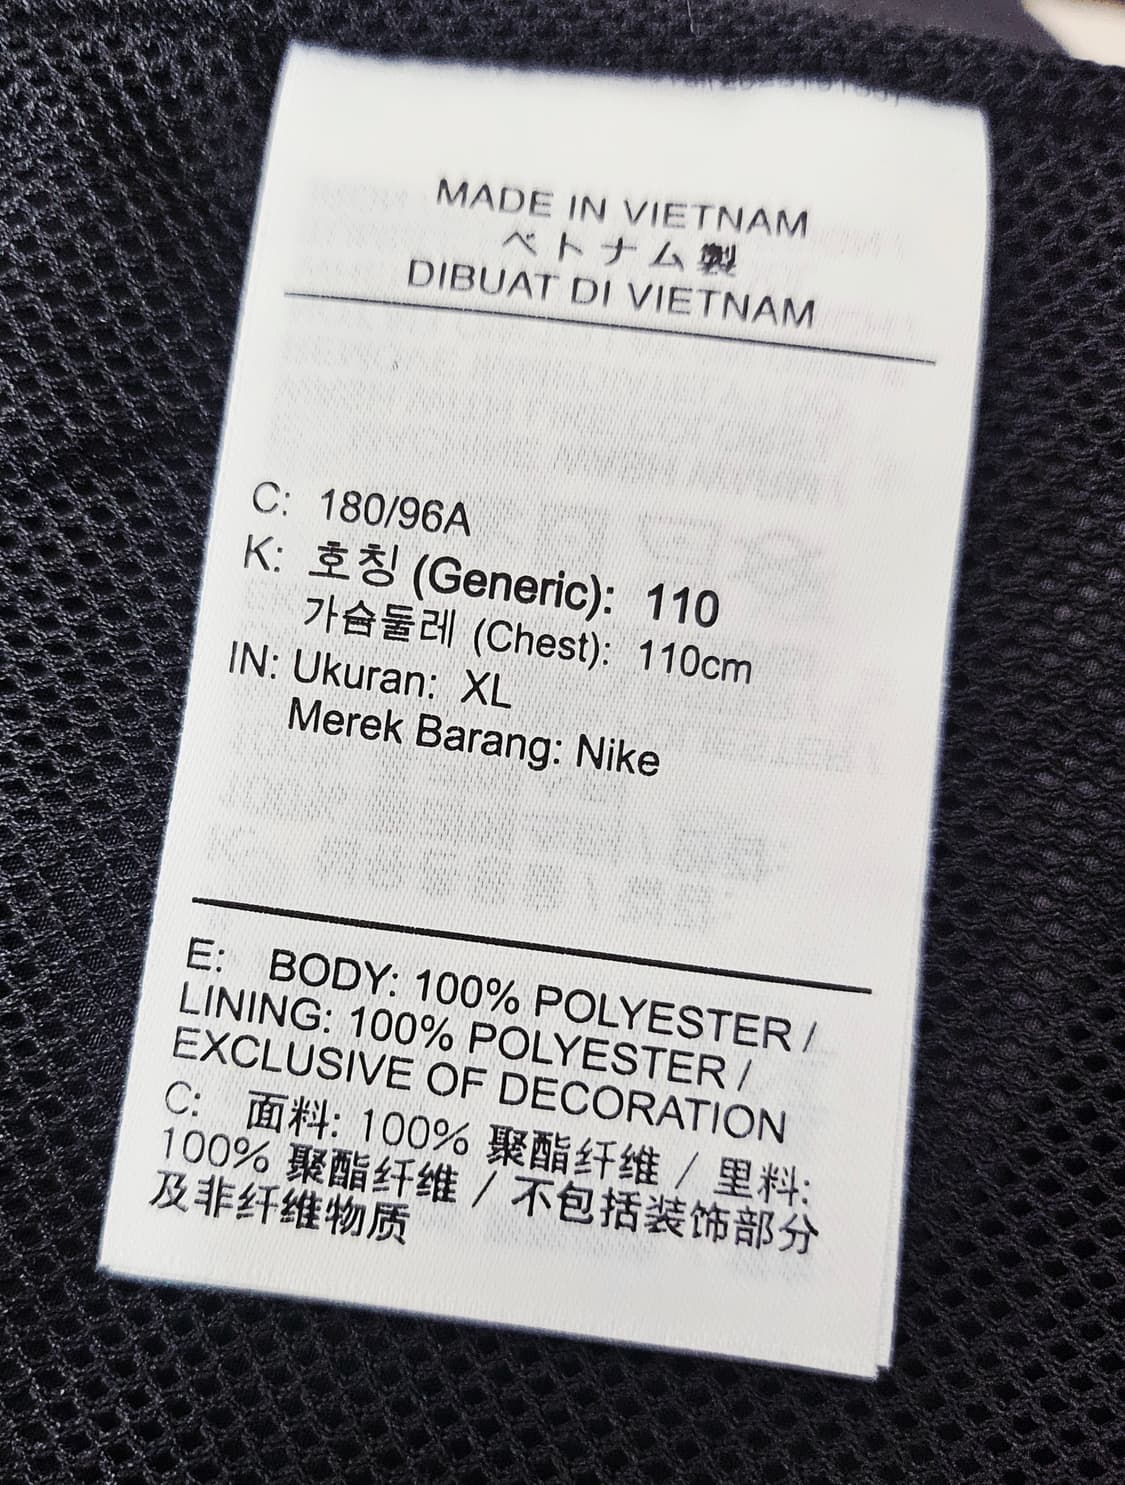 MADE IN VIETNAM
ベトナム製
DIBUAT DI VIETNAM
C: 180/96A
K: 호칭 (Generic): 110
가슴둘레 (Chest): 110cm
IN: Ukuran: XL
Merek Barang: Nike
E: BODY: 100% POLYESTER /
LINING: 100% POLYESTER /
EXCLUSIVE OF DECORATION
C: 面料: 100% 聚酯纤维 / 里料:
100% 聚酯纤维 / 不包括装饰部分
及非纤维物质